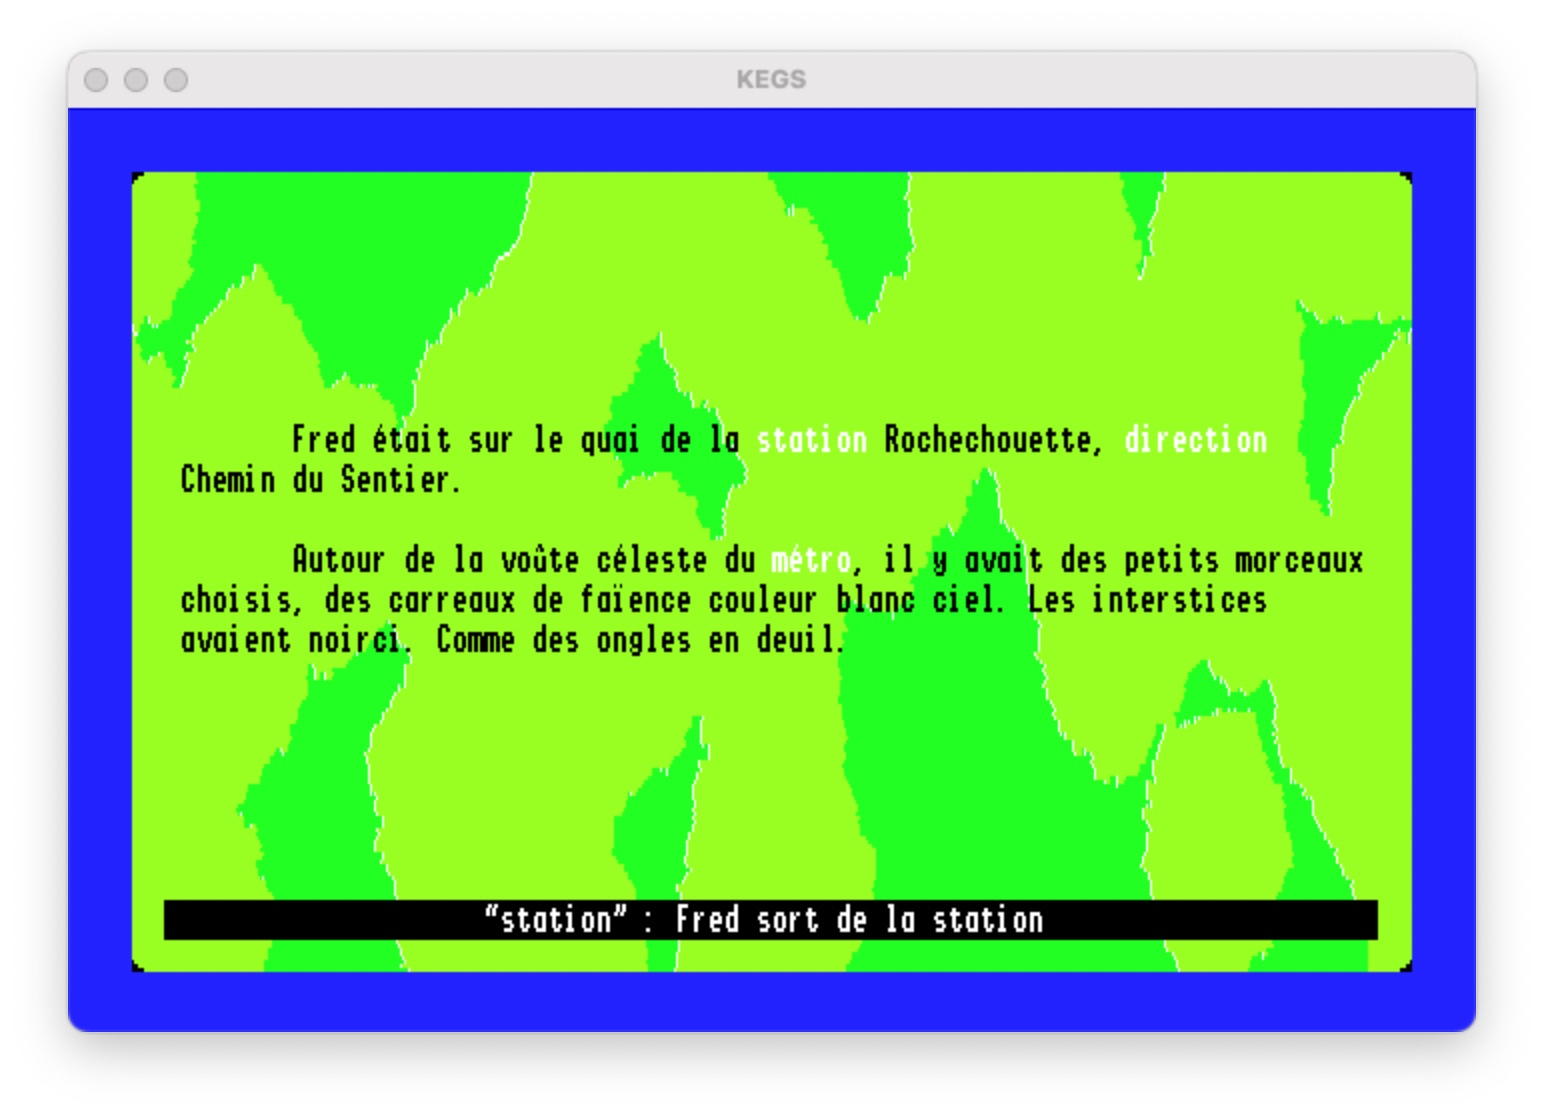 KEGS
Fred était sur le quai de la station Rochechouette, direction
Chemin du Sentier.
Autour de la voûte céleste du métro, il y avait des petits morceaux
choisis, des carreaux de faïence couleur blanc ciel. Les interstices
avaient noirci. Comme des ongles en deuil.
“station” : Fred sort de la station